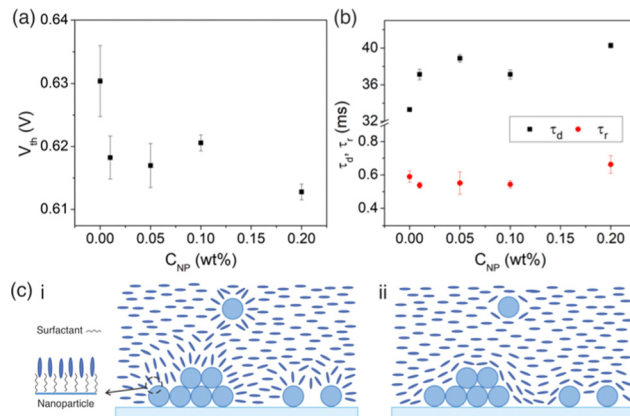 (a)
0.64
0.63
0.62
0.61
V_th (V)
0.00 0.05 0.10 0.15 0.20
C_NP (wt%)
(b)
40
36
32
0.6
0.4
τ_d, τ_r (ms)
τ_d τ_r
0.00 0.05 0.10 0.15 0.20
C_NP (wt%)
(c) i
ii
Surfactant
Nanoparticle